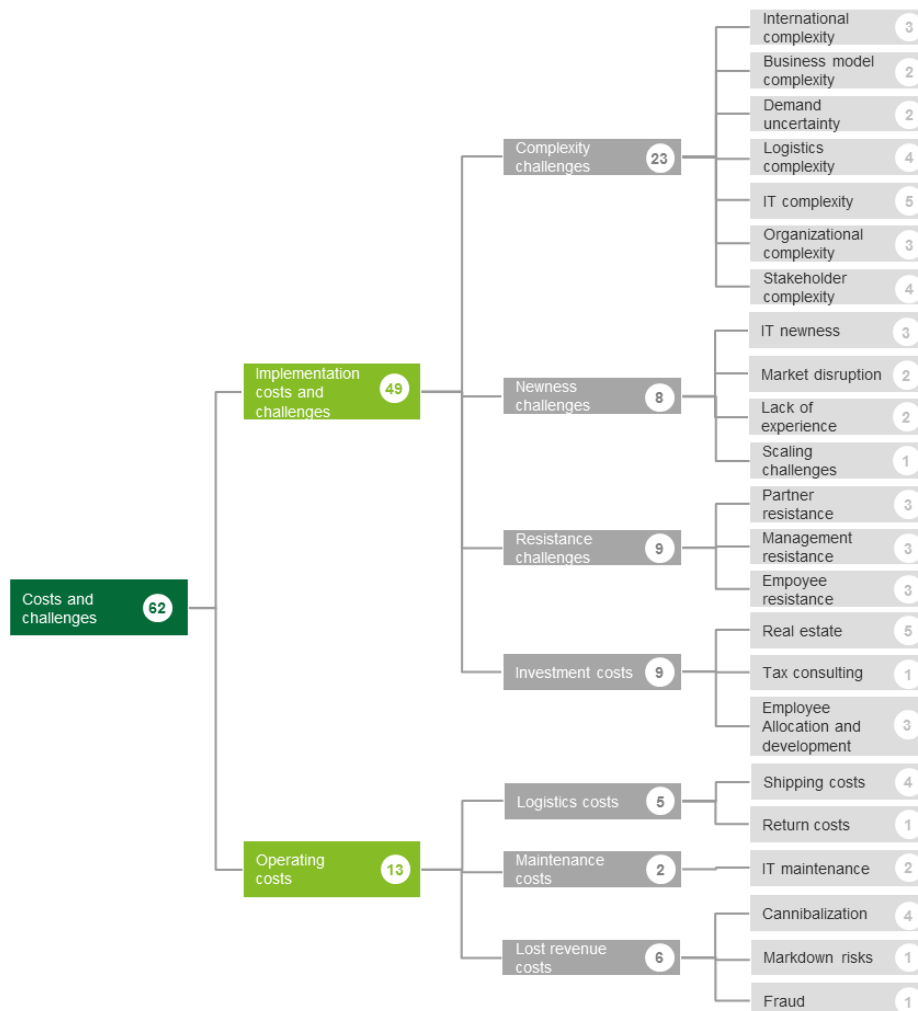 Costs and
challenges
62
Implementation
costs and
challenges
49
Complexity
challenges
23
International
complexity
3
Business model
complexity
2
Demand
uncertainty
2
Logistics
complexity
4
IT complexity
5
Organizational
complexity
3
Stakeholder
complexity
4
Newness
challenges
8
IT newness
3
Market disruption
2
Lack of
experience
2
Scaling
challenges
1
Resistance
challenges
9
Partner
resistance
3
Management
resistance
3
Empoyee
resistance
3
Investment costs
9
Real estate
5
Tax consulting
1
Employee
Allocation and
development
3
Operating
costs
13
Logistics costs
5
Shipping costs
4
Return costs
1
Maintenance
costs
2
IT maintenance
2
Lost revenue
costs
6
Cannibalization
4
Markdown risks
1
Fraud
1